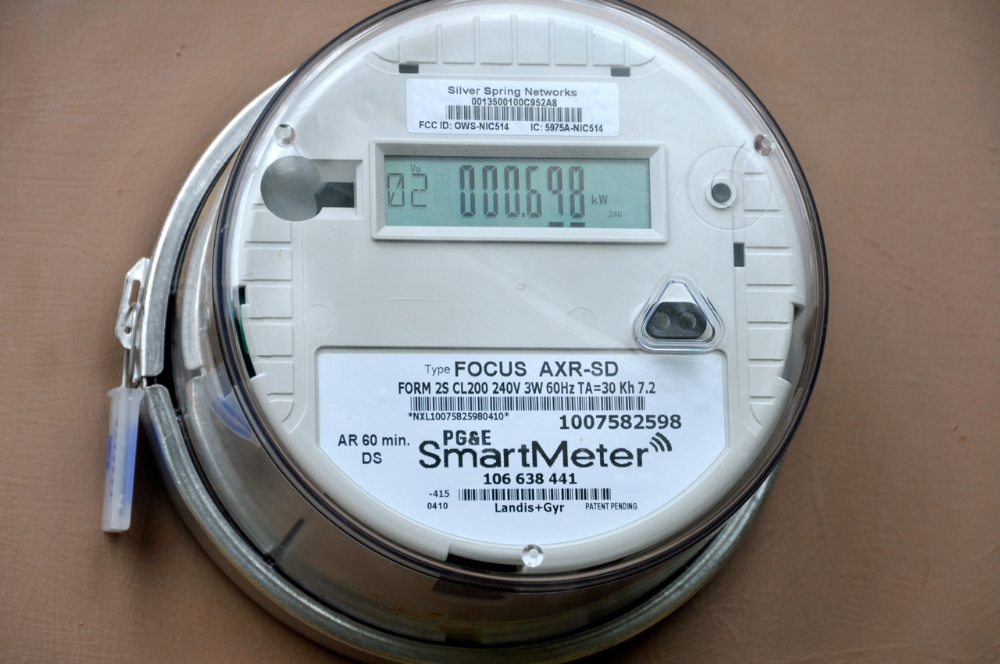 Silver Spring Networks
0013500100C952A8
FCC ID: OWS-NIC514 IC: 5975A-NIC514
Va
02 000.698 kW
240
Type FOCUS AXR-SD
FORM 2S CL200 240V 3W 60Hz TA=30 Kh 7.2
*NXL10075825980410*
1007582598
AR 60 min.
DS
PG&E
SmartMeter
106 638 441
-415
0410
Landis+Gyr PATENT PENDING